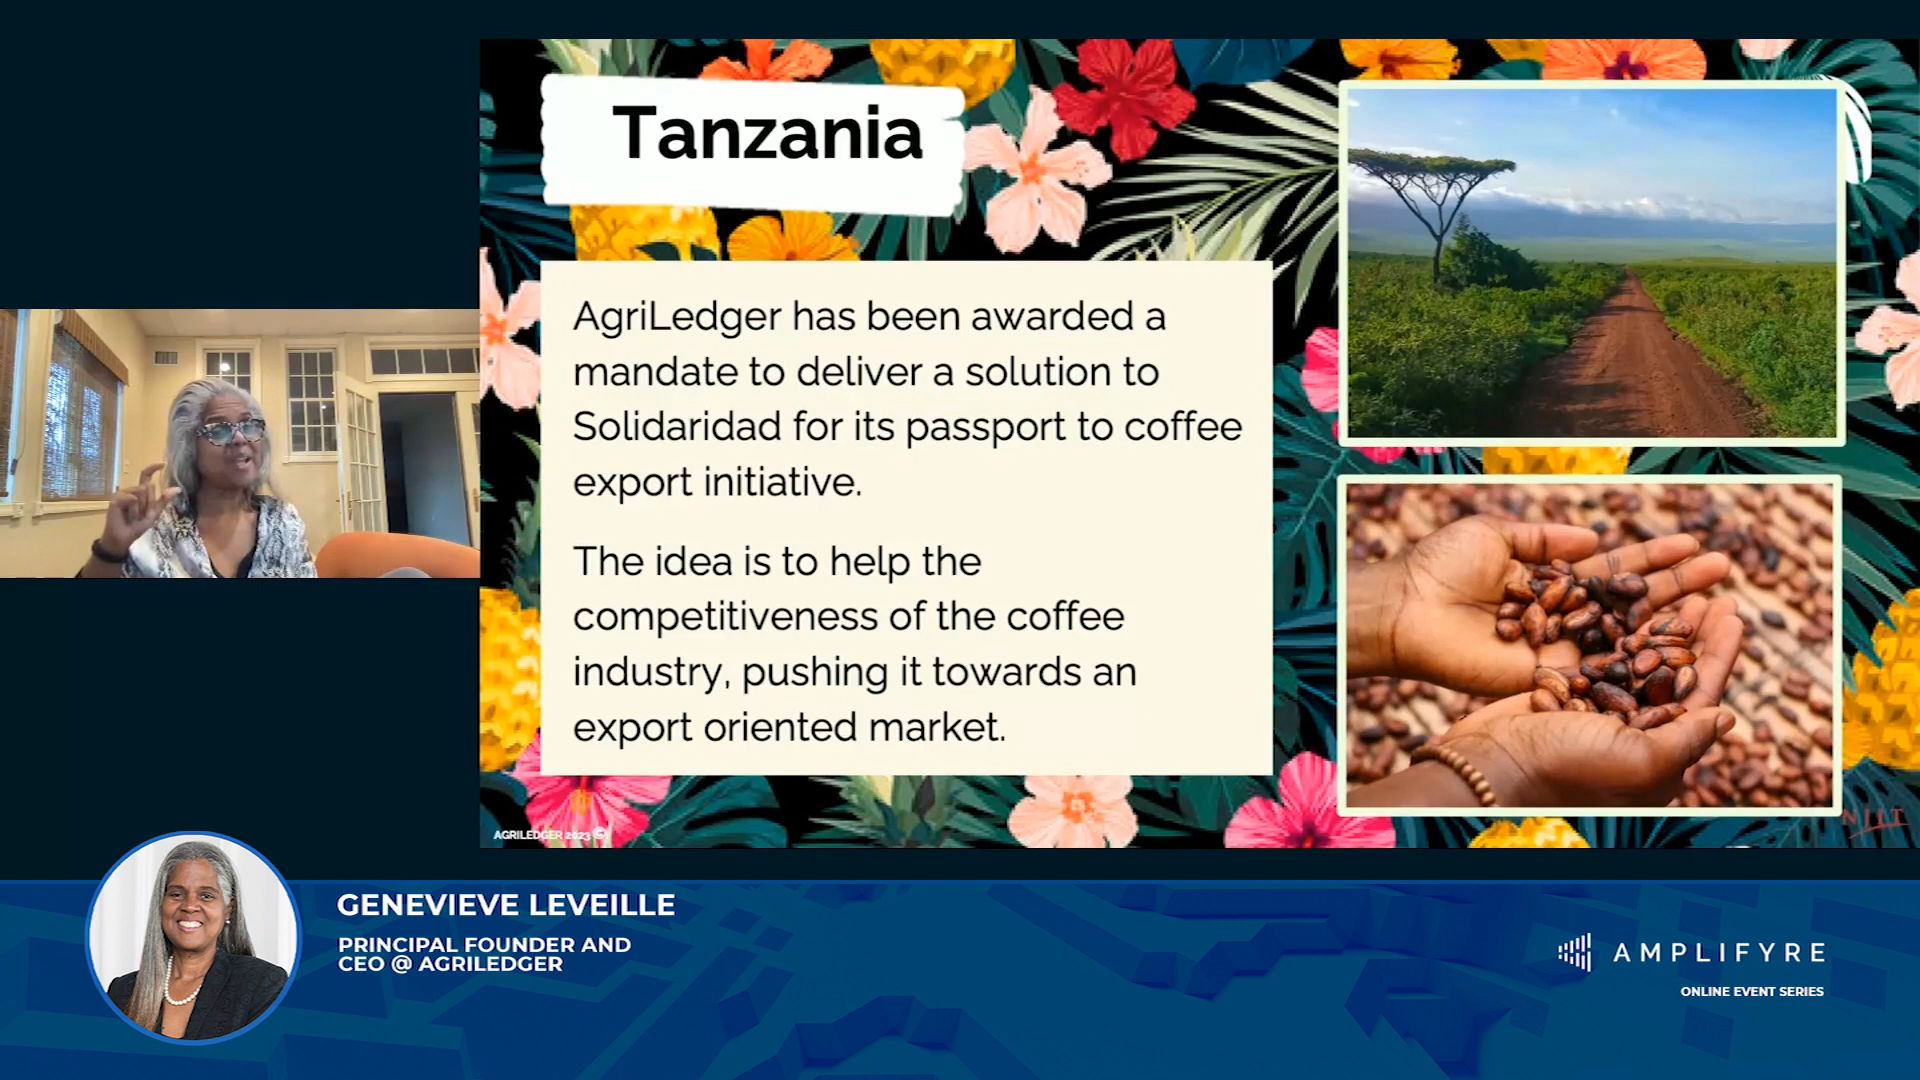 Tanzania
AgriLedger has been awarded a
mandate to deliver a solution to
Solidaridad for its passport to coffee
export initiative.
The idea is to help the
competitiveness of the coffee
industry, pushing it towards an
export oriented market.
AGRILEDGER 2023 ©
GENEVIEVE LEVEILLE
PRINCIPAL FOUNDER AND
CEO @ AGRILEDGER
AMPLIFYRE
ONLINE EVENT SERIES